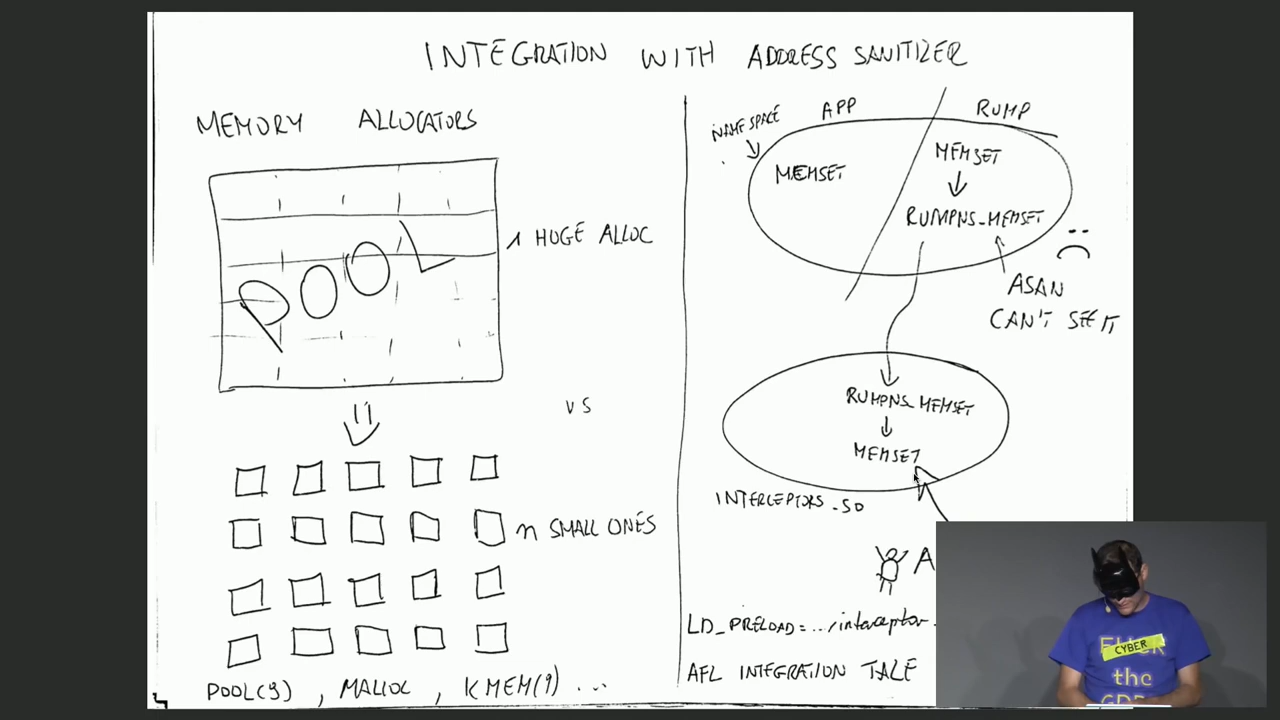 INTEGRATION WITH ADDRESS SANITIZER
MEMORY ALLOCATORS
POOL
1 HUGE ALLOC
VS
n SMALL ONES
POOL(9), MALLOC, KMEM(9) ...
NAMESPACE
APP
RUMP
MEMSET
MEMSET
RUMPNS_MEMSET
ASAN
CAN'T SEE IT
RUMPNS_MEMSET
MEMSET
INTERCEPTORS.SO
A
LD_PRELOAD=.../interceptor.
AFL INTEGRATION TALE
CYBER
the